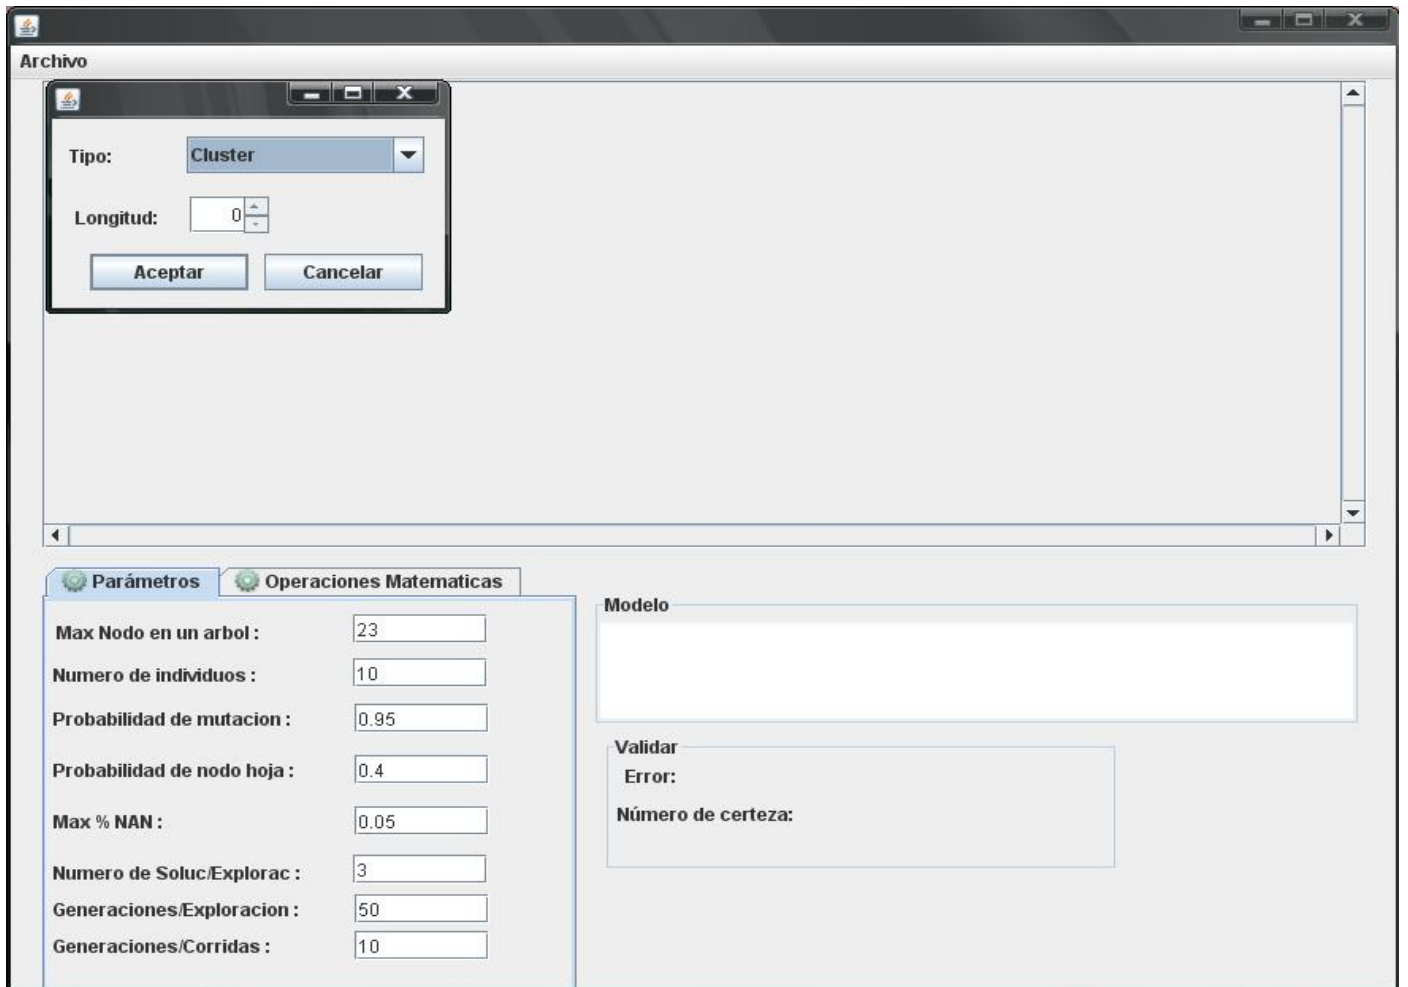 Archivo
Tipo: Cluster
Longitud: 0
Aceptar Cancelar
Parámetros Operaciones Matematicas
Max Nodo en un arbol : 23
Numero de individuos : 10
Probabilidad de mutacion : 0.95
Probabilidad de nodo hoja : 0.4
Max % NAN : 0.05
Numero de Soluc/Explorac : 3
Generaciones/Exploracion : 50
Generaciones/Corridas : 10
Modelo
Validar
Error:
Número de certeza: